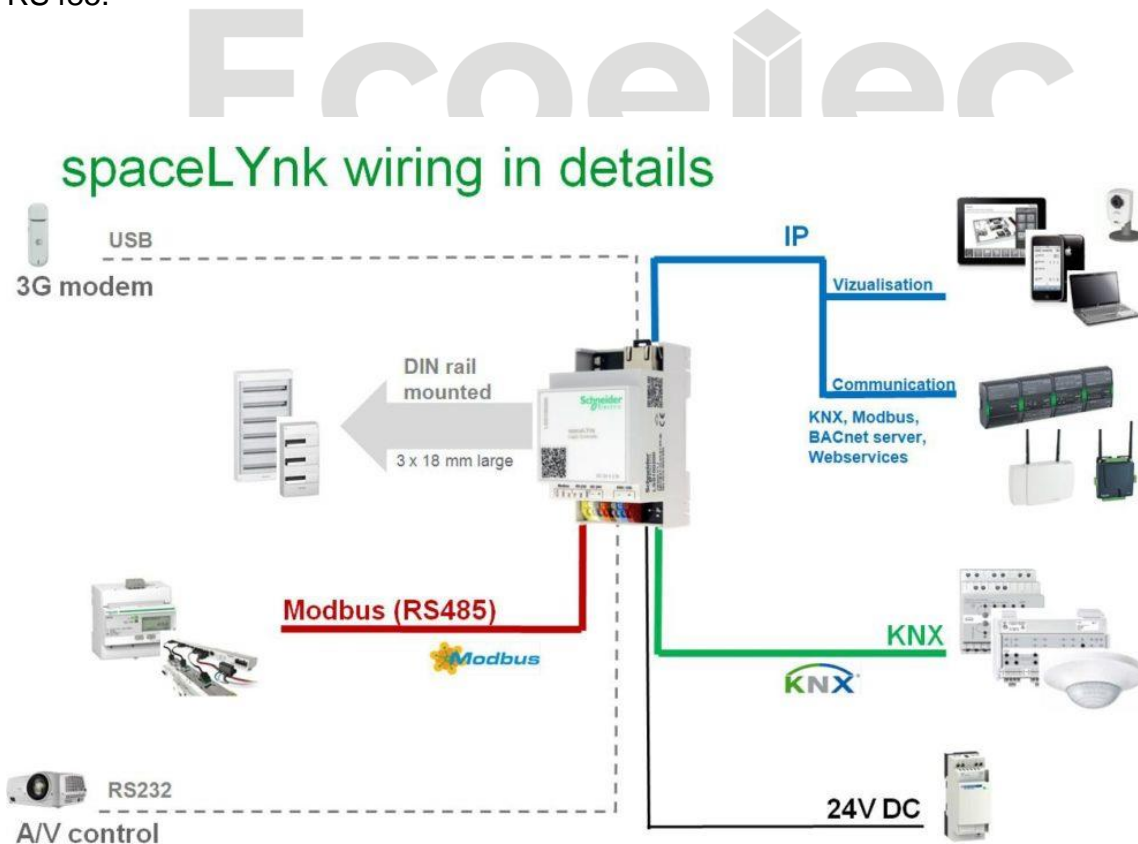 RS485.
Ecoelec
spaceLYnk wiring in details
USB
3G modem
IP
Vizualisation
DIN rail
mounted
3 x 18 mm large
Schneider
Electric
spaceLYnk
Communication
KNX, Modbus,
BACnet server,
Webservices
Modbus (RS485)
Modbus
KNX
KNX
RS232
A/V control
24V DC